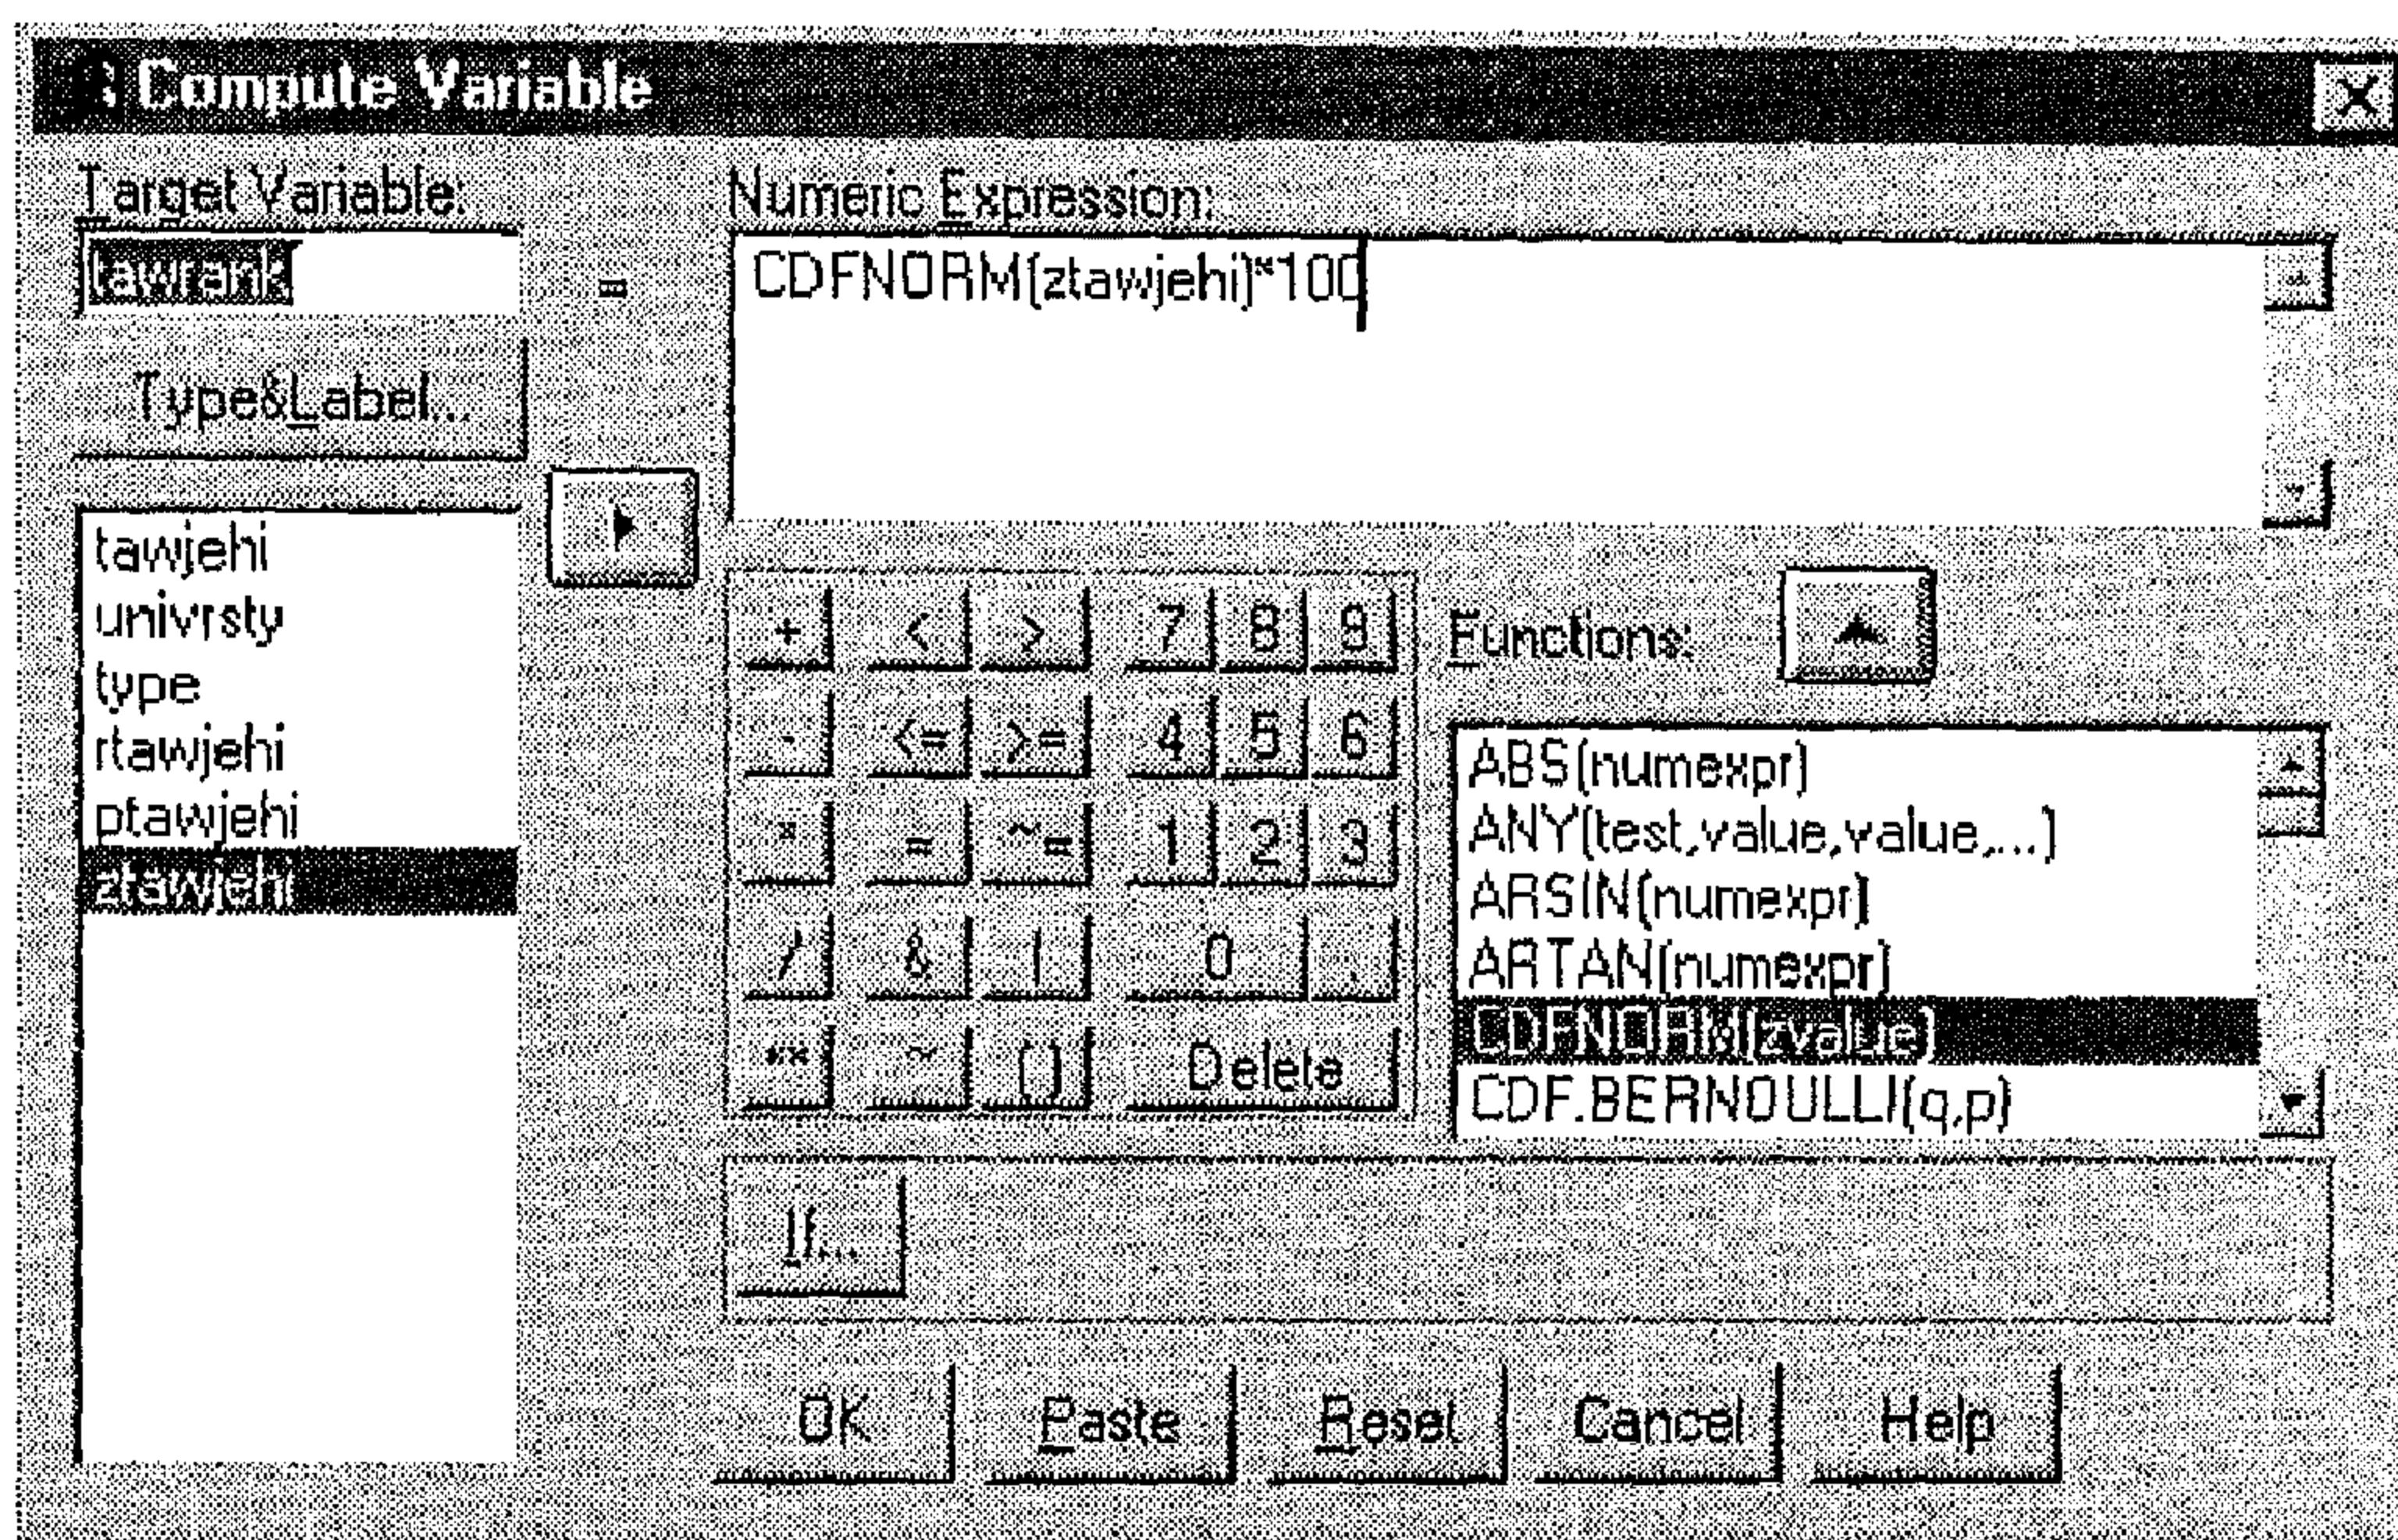 Compute Variable
Target Variable:
tawrank
=
Numeric Expression:
CDFNORM(ztawjehi)*100
Type&Label...
tawjehi
univrsty
type
rtawjehi
ptawjehi
ztawjehi
+ < > 7 8 9
- <= >= 4 5 6
* = ~= 1 2 3
/ & | 0 .
** ~ () Delete
Functions:
ABS(numexpr)
ANY(test,value,value,...)
ARSIN(numexpr)
ARTAN(numexpr)
CDFNORM(zvalue)
CDF.BERNOULLI(q,p)
If...
OK Paste Reset Cancel Help